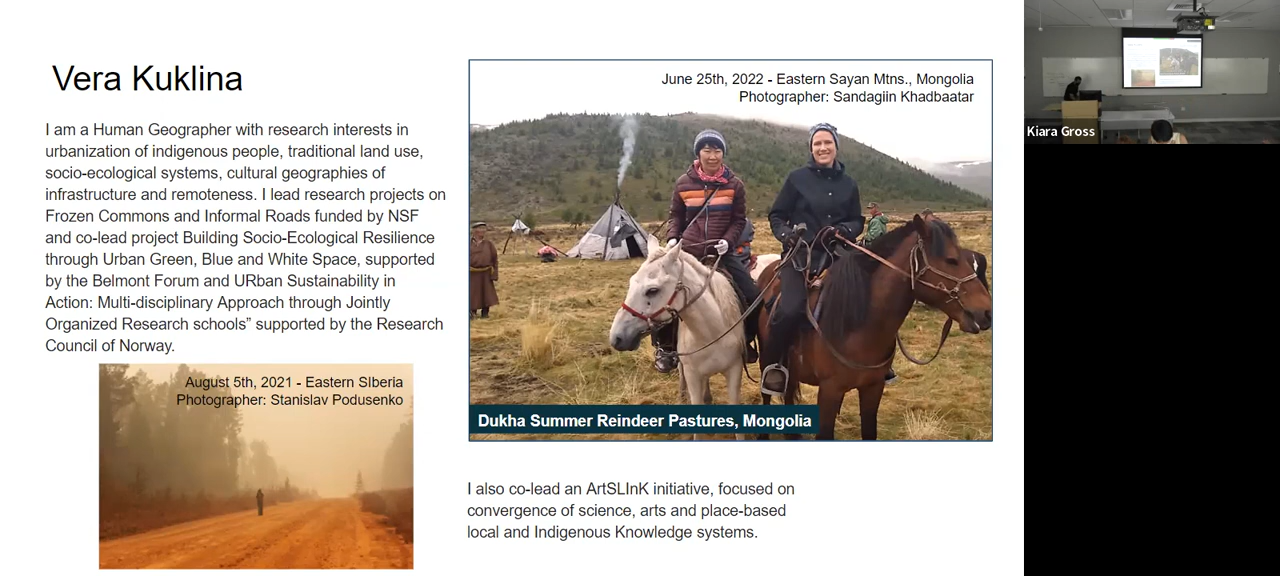 Vera Kuklina
I am a Human Geographer with research interests in
urbanization of indigenous people, traditional land use,
socio-ecological systems, cultural geographies of
infrastructure and remoteness. I lead research projects on
Frozen Commons and Informal Roads funded by NSF
and co-lead project Building Socio-Ecological Resilience
through Urban Green, Blue and White Space, supported
by the Belmont Forum and URban Sustainability in
Action: Multi-disciplinary Approach through Jointly
Organized Research schools” supported by the Research
Council of Norway.
August 5th, 2021 - Eastern SIberia
Photographer: Stanislav Podusenko
June 25th, 2022 - Eastern Sayan Mtns., Mongolia
Photographer: Sandagiin Khadbaatar
Dukha Summer Reindeer Pastures, Mongolia
I also co-lead an ArtSLInK initiative, focused on
convergence of science, arts and place-based
local and Indigenous Knowledge systems.
Kiara Gross